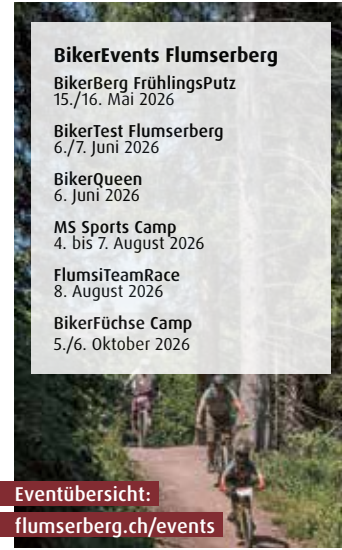 BikerEvents Flumserberg
BikerBerg FrühlingsPutz
15./16. Mai 2026
BikerTest Flumserberg
6./7. Juni 2026
BikerQueen
6. Juni 2026
MS Sports Camp
4. bis 7. August 2026
FlumsiTeamRace
8. August 2026
BikerFüchse Camp
5./6. Oktober 2026
Eventübersicht:
flumserberg.ch/events